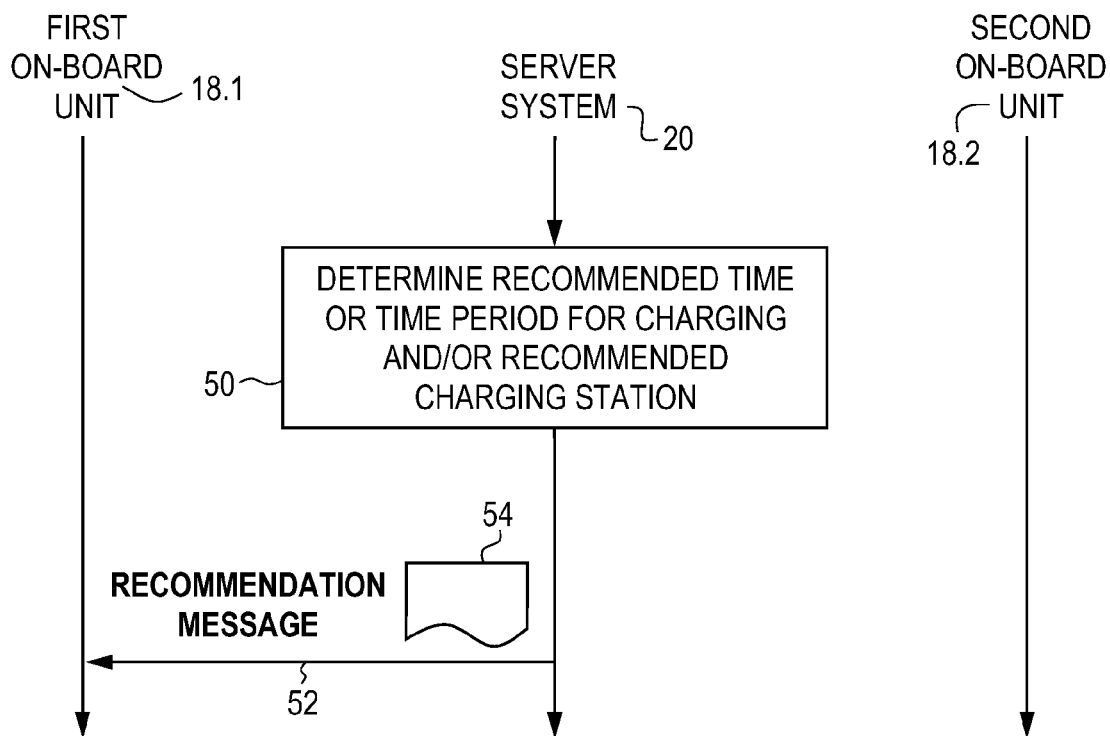 FIRST
ON-BOARD
UNIT
18.1
SERVER
SYSTEM
20
SECOND
ON-BOARD
UNIT
18.2
DETERMINE RECOMMENDED TIME
OR TIME PERIOD FOR CHARGING
AND/OR RECOMMENDED
CHARGING STATION
50
54
RECOMMENDATION
MESSAGE
52